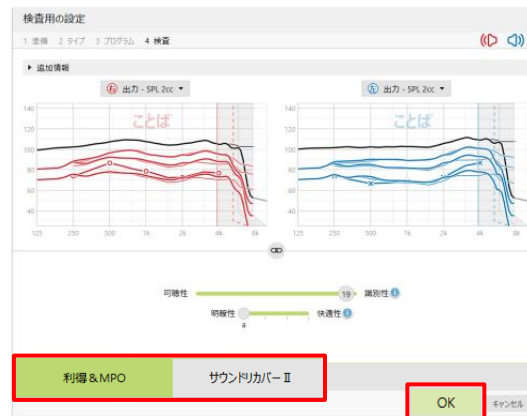 検査用の設定
1 準備 2 タイプ 3 プログラム 4 検査
▶ 追加情報
右 出力 - SPL 2cc ▼
左 出力 - SPL 2cc ▼
140
120
100
80
60
40
125 250 500 1k 2k 4k 8k
ことば
140
120
100
80
60
40
125 250 500 1k 2k 4k 8k
ことば
可聴性 19 識別性
明瞭性 快適性
a
利得&MPO サウンドリカバーⅡ
OK キャンセル